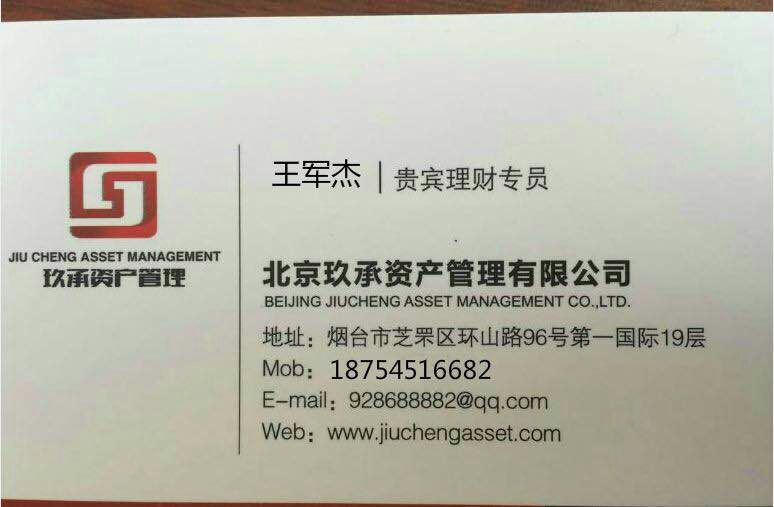 JIU CHENG ASSET MANAGEMENT
玖承资产管理
王军杰 | 贵宾理财专员
北京玖承资产管理有限公司
BEIJING JIUCHENG ASSET MANAGEMENT CO.,LTD.
地址：烟台市芝罘区环山路96号第一国际19层
Mob：18754516682
E-mail：928688882@qq.com
Web：www.jiuchengasset.com